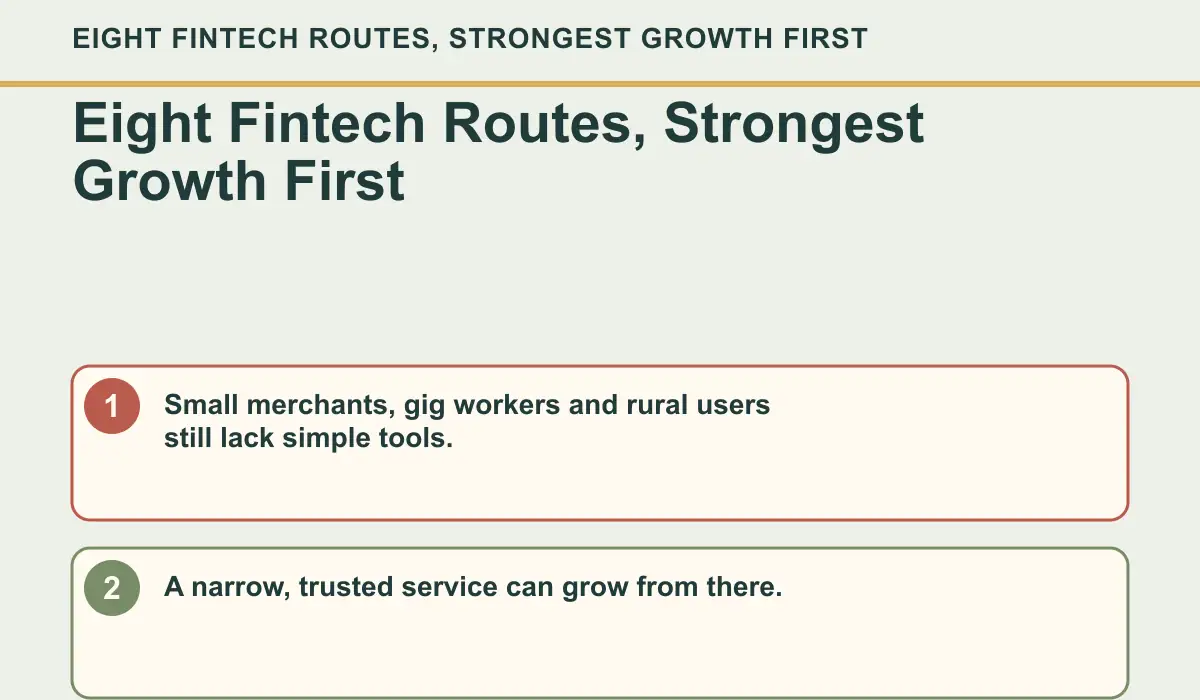 EIGHT FINTECH ROUTES, STRONGEST GROWTH FIRST
Eight Fintech Routes, Strongest
Growth First
1
Small merchants, gig workers and rural users
still lack simple tools.
2
A narrow, trusted service can grow from there.